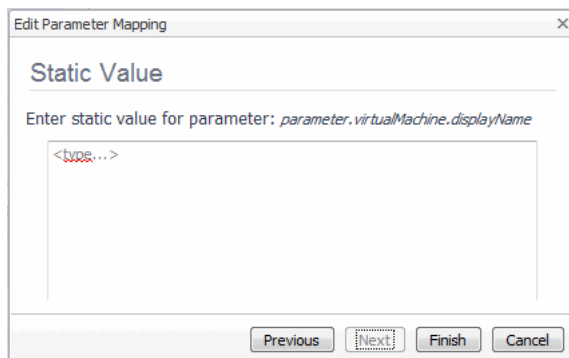 Edit Parameter Mapping
Static Value
Enter static value for parameter: parameter.virtualMachine.displayName
<type...>
Previous Next Finish Cancel